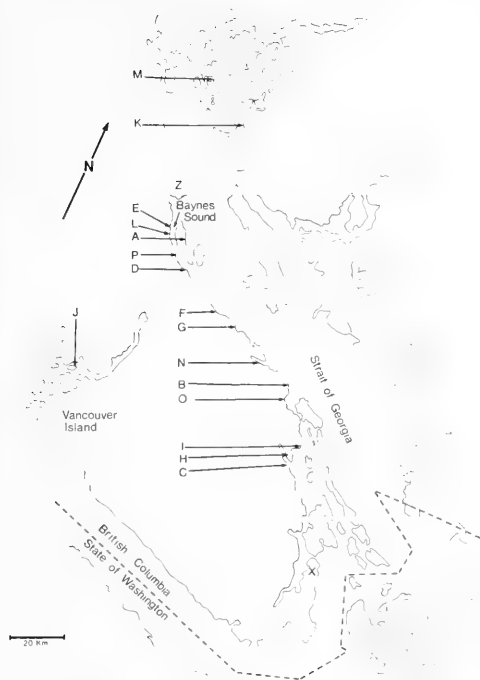 M
K
N
Z
Baynes
Sound
E
L
A
P
D
F
J
G
N
Strait of Georgia
B
O
Vancouver
Island
I
H
C
British Columbia
State of Washington
X
20 Km